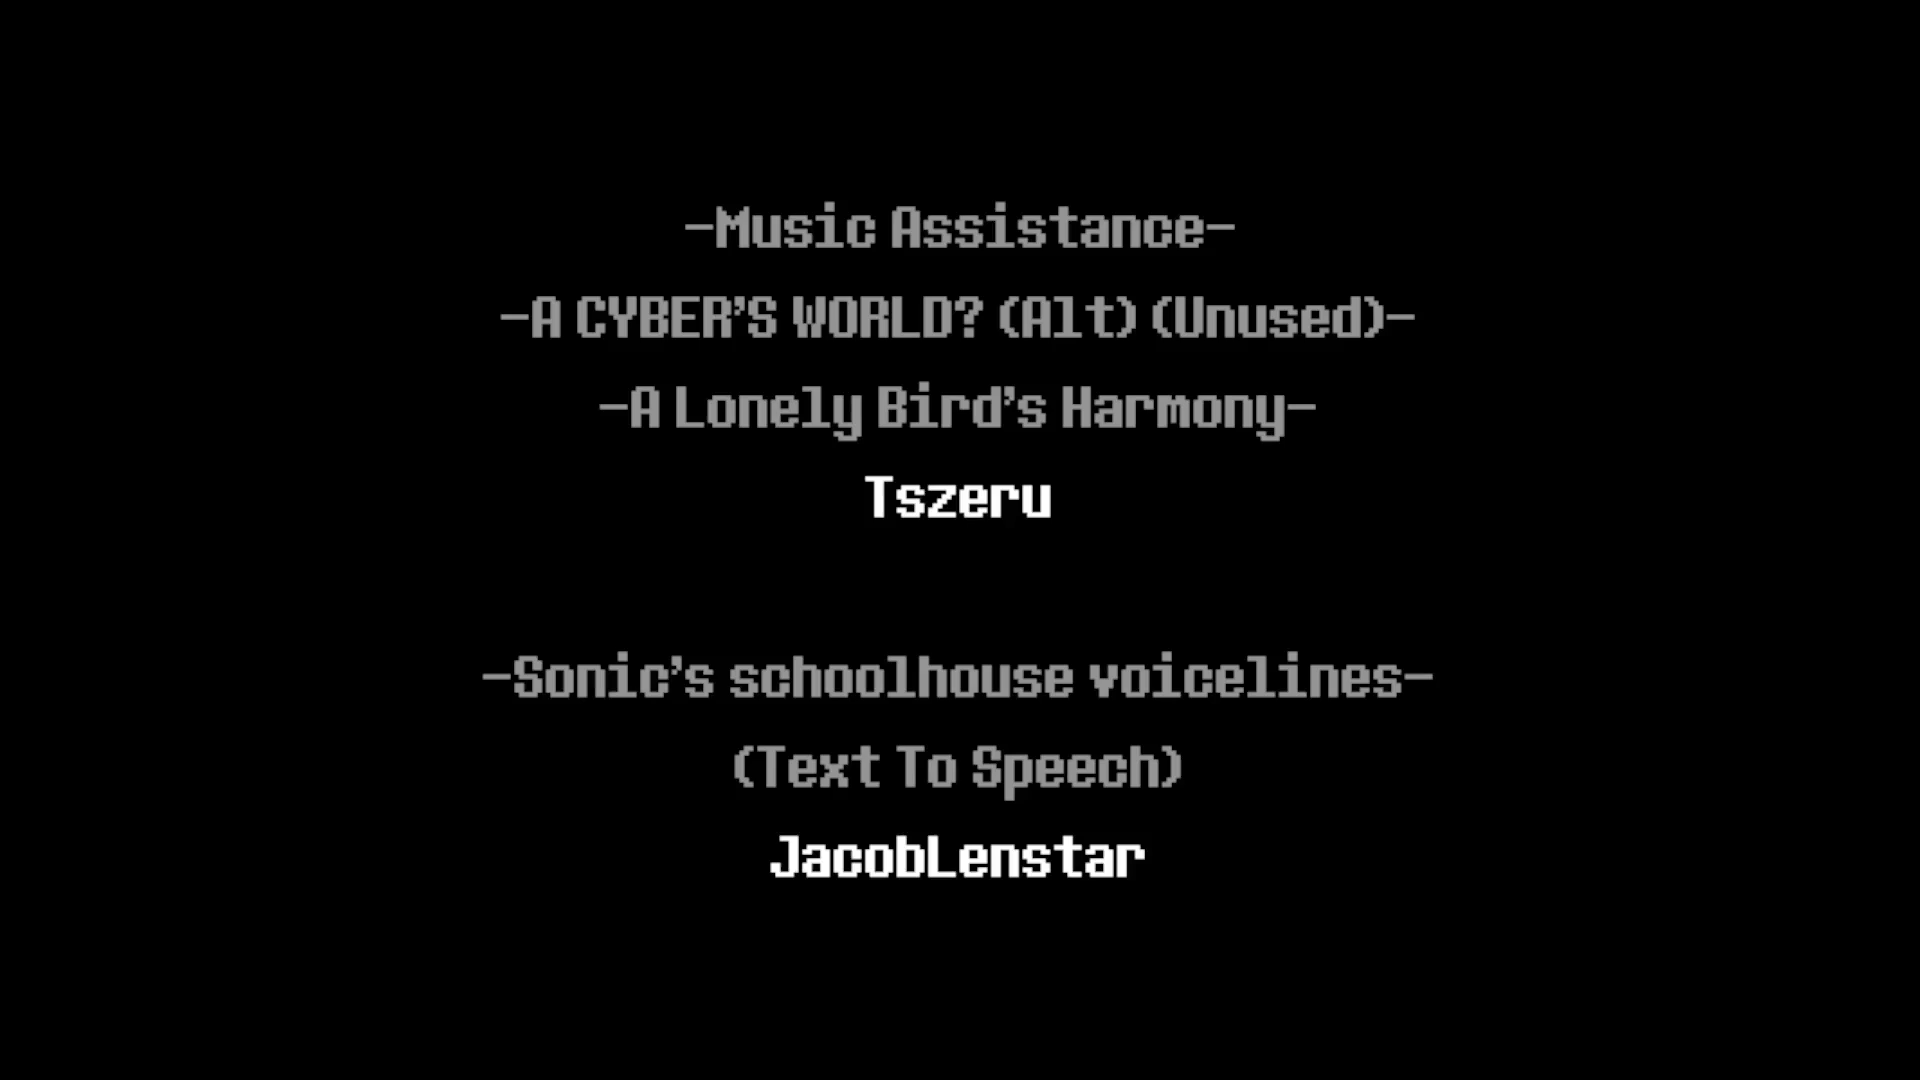 -Music Assistance-
-A CYBER'S WORLD? (Alt) (Unused)-
-A Lonely Bird's Harmony-
Tszeru
-Sonic's schoolhouse voicelines-
(Text To Speech)
JacobLenstar